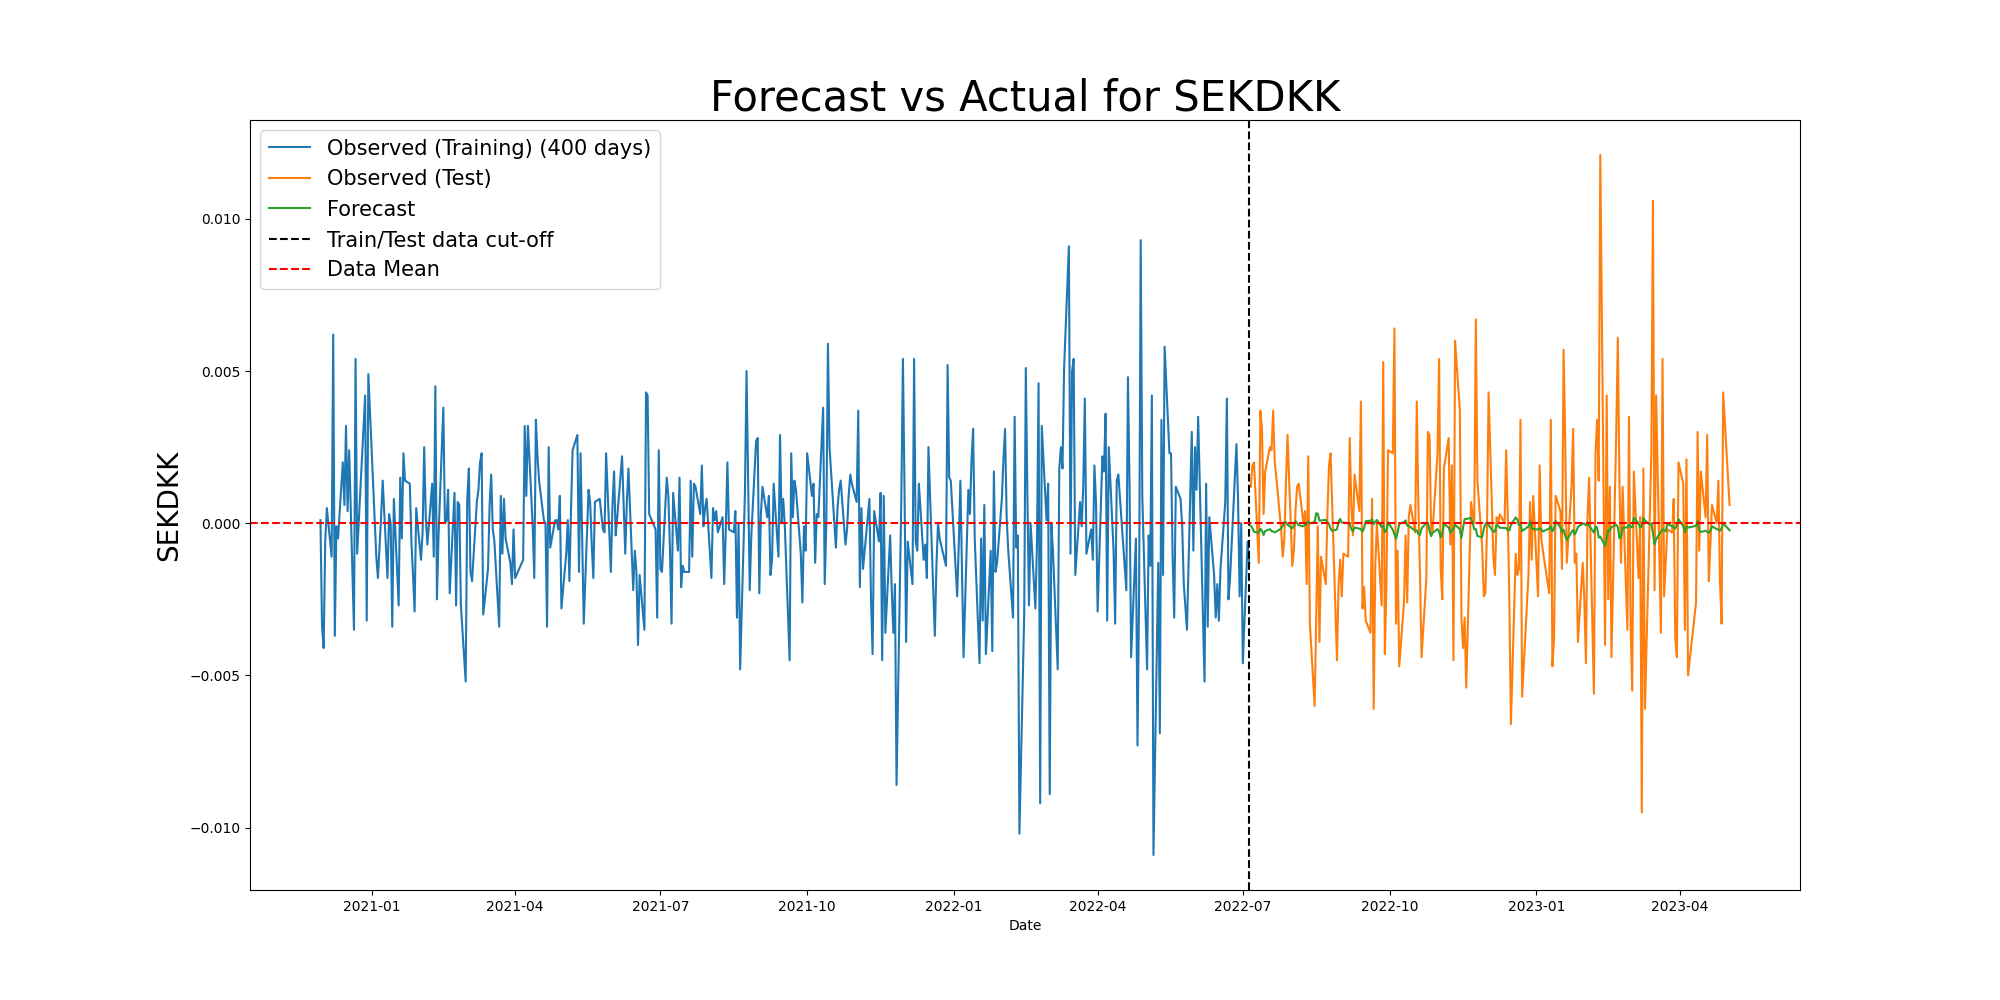 Forecast vs Actual for SEKDKK
Observed (Training) (400 days)
Observed (Test)
Forecast
Train/Test data cut-off
Data Mean
SEKDKK
0.010
0.005
0.000
−0.005
−0.010
2021-01 2021-04 2021-07 2021-10 2022-01 2022-04 2022-07 2022-10 2023-01 2023-04
Date